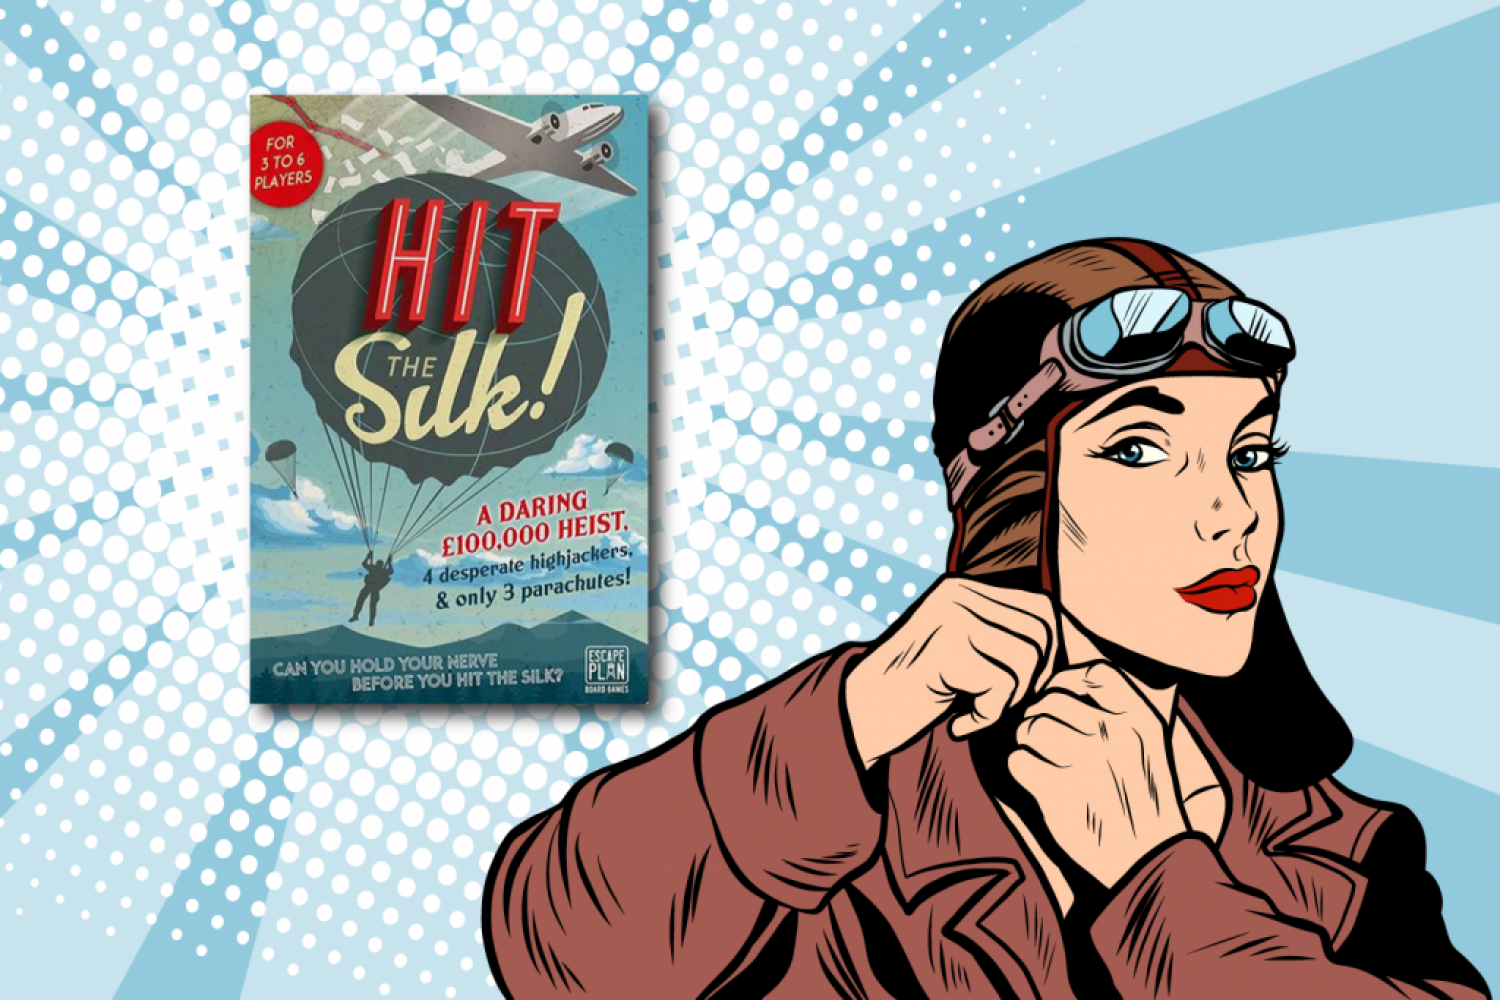 FOR
3 TO 6
PLAYERS
HIT
THE
Silk!
A DARING
£100,000 HEIST,
4 desperate highjackers,
& only 3 parachutes!
CAN YOU HOLD YOUR NERVE
BEFORE YOU HIT THE SILK?
ESCAPE
PLAN
BOARD GAMES